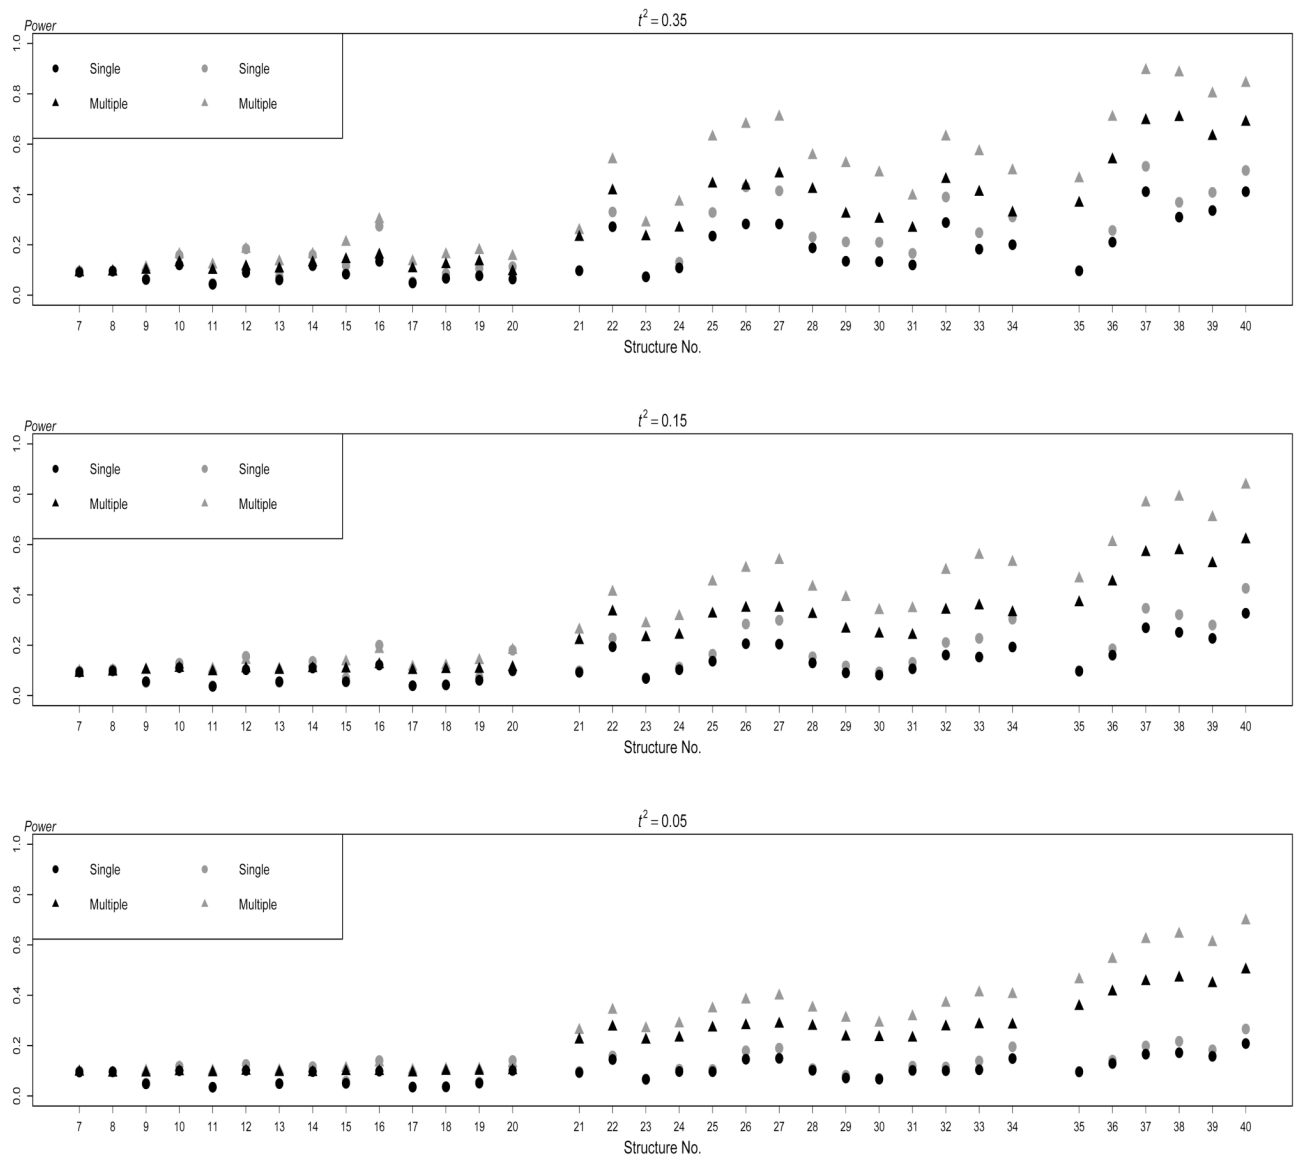 t² = 0.35
Power
Single Single
Multiple Multiple
1.0
0.8
0.6
0.4
0.2
0.0
7 8 9 10 11 12 13 14 15 16 17 18 19 20 21 22 23 24 25 26 27 28 29 30 31 32 33 34 35 36 37 38 39 40
Structure No.
t² = 0.15
Power
Single Single
Multiple Multiple
1.0
0.8
0.6
0.4
0.2
0.0
7 8 9 10 11 12 13 14 15 16 17 18 19 20 21 22 23 24 25 26 27 28 29 30 31 32 33 34 35 36 37 38 39 40
Structure No.
t² = 0.05
Power
Single Single
Multiple Multiple
1.0
0.8
0.6
0.4
0.2
0.0
7 8 9 10 11 12 13 14 15 16 17 18 19 20 21 22 23 24 25 26 27 28 29 30 31 32 33 34 35 36 37 38 39 40
Structure No.